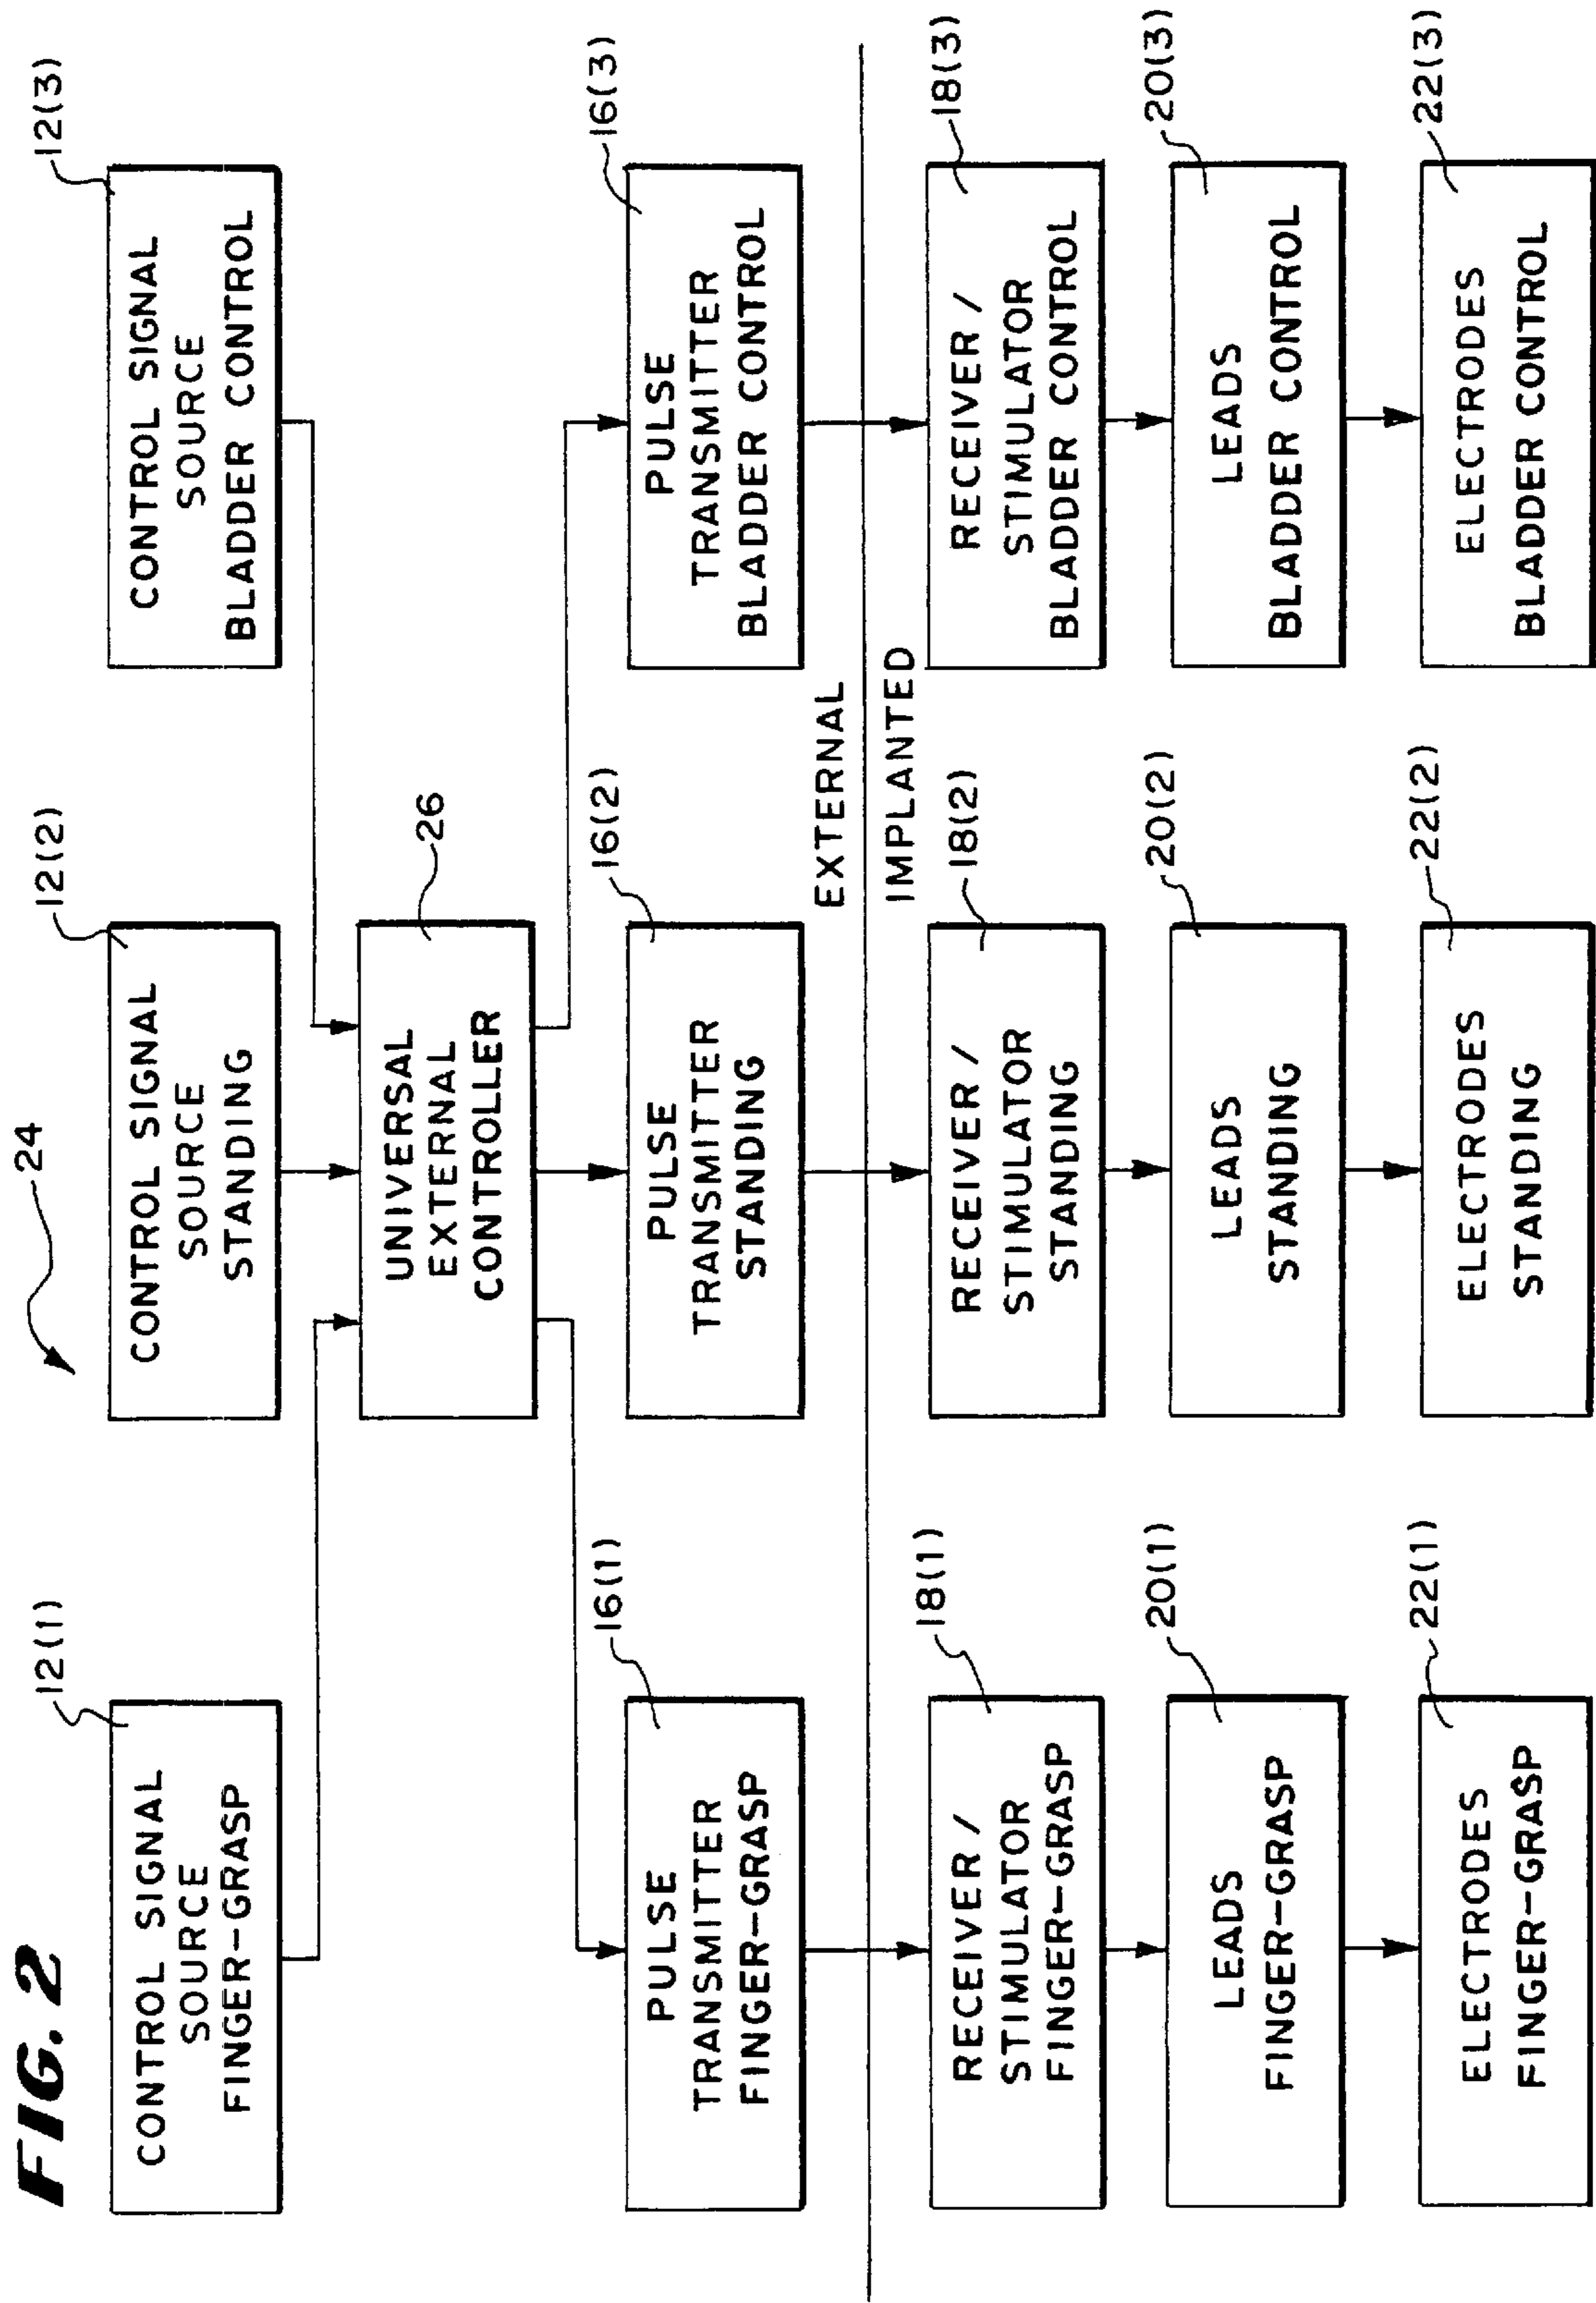 FIG. 2
24
12(1)
CONTROL SIGNAL
SOURCE
FINGER-GRASP
12(2)
CONTROL SIGNAL
SOURCE
STANDING
12(3)
CONTROL SIGNAL
SOURCE
BLADDER CONTROL
26
UNIVERSAL
EXTERNAL
CONTROLLER
16(1)
PULSE
TRANSMITTER
FINGER-GRASP
16(2)
PULSE
TRANSMITTER
STANDING
16(3)
PULSE
TRANSMITTER
BLADDER CONTROL
EXTERNAL
IMPLANTED
18(1)
RECEIVER /
STIMULATOR
FINGER-GRASP
18(2)
RECEIVER /
STIMULATOR
STANDING
18(3)
RECEIVER /
STIMULATOR
BLADDER CONTROL
20(1)
LEADS
FINGER-GRASP
20(2)
LEADS
STANDING
20(3)
LEADS
BLADDER CONTROL
22(1)
ELECTRODES
FINGER-GRASP
22(2)
ELECTRODES
STANDING
22(3)
ELECTRODES
BLADDER CONTROL